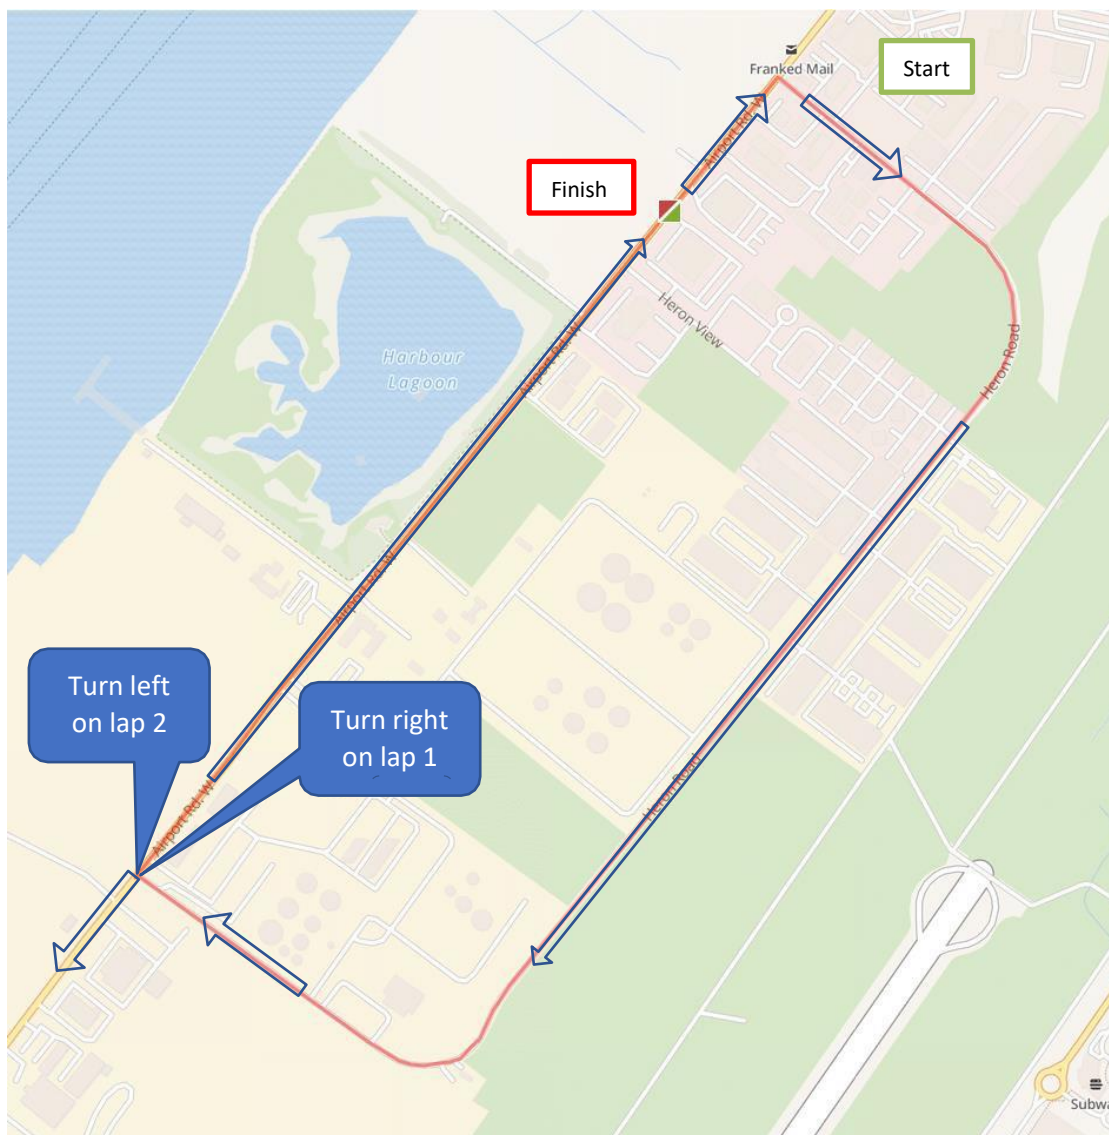 Franked Mail
Start
Airport Rd. W
Finish
Heron View
Heron Road
Harbour
Lagoon
Airport Rd. W
Airport Rd. W
Turn left
on lap 2
Turn right
on lap 1
Heron Road
Airport Rd. W